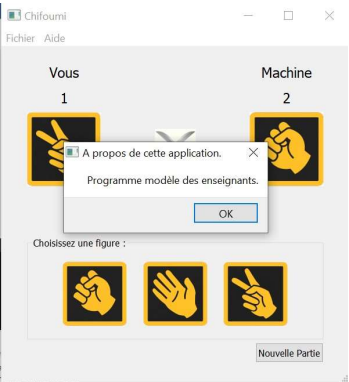 Chifoumi
Fichier Aide
Vous Machine
1 2
A propos de cette application.
Programme modèle des enseignants.
OK
Choisissez une figure :
Nouvelle Partie